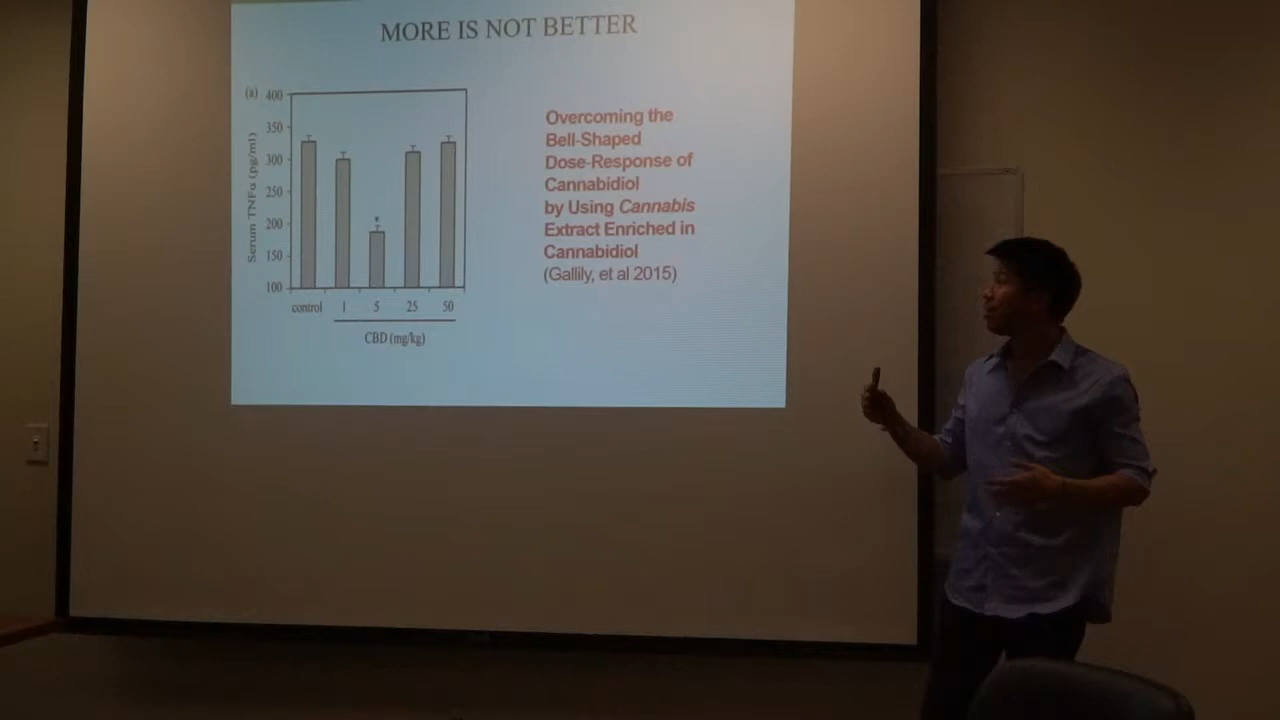 MORE IS NOT BETTER
(a)
400
350
300
250
200
150
100
Serum TNFα (pg/ml)
*
control 1 5 25 50
CBD (mg/kg)
Overcoming the
Bell-Shaped
Dose-Response of
Cannabidiol
by Using Cannabis
Extract Enriched in
Cannabidiol
(Gallily, et al 2015)